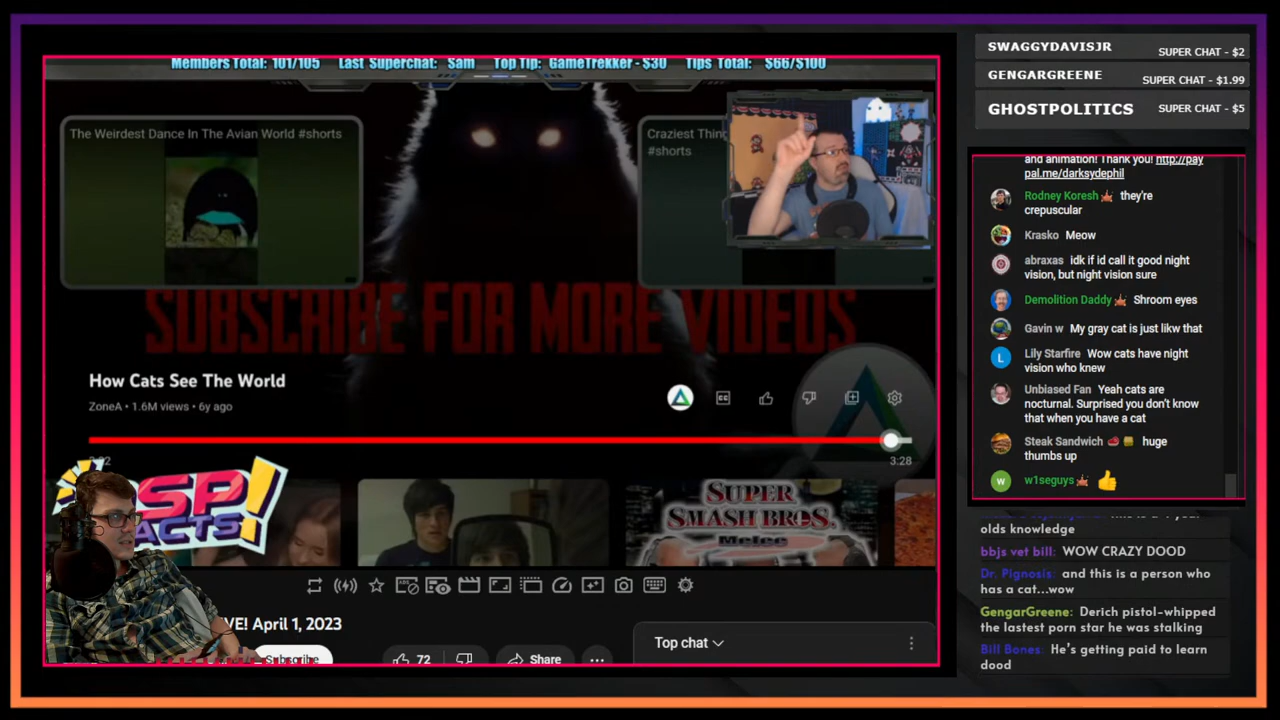 Members Total: 101/105 Last Superchat: Sam Top Tip: GameTrekker - $30 Tips Total: $66/$100
The Weirdest Dance In The Avian World #shorts
Craziest Thing
#shorts
SUBSCRIBE FOR MORE VIDEOS
How Cats See The World
ZoneA • 1.6M views • 6y ago
CC
3:28
SP!
ACTS!
SUPER
SMASH BROS.
Melee
VE! April 1, 2023
Subscribe
72
Share
Top chat
SWAGGYDAVISJR SUPER CHAT - $2
GENGARGREENE SUPER CHAT - $1.99
GHOSTPOLITICS SUPER CHAT - $5
and animation! Thank you! http://pay
pal.me/darksydephil
Rodney Koresh they're
crepuscular
Krasko Meow
abraxas idk if id call it good night
vision, but night vision sure
Demolition Daddy Shroom eyes
Gavin w My gray cat is just likw that
L Lily Starfire Wow cats have night
vision who knew
Unbiased Fan Yeah cats are
nocturnal. Surprised you don't know
that when you have a cat
Steak Sandwich huge
thumbs up
w w1seguys
olds knowledge
bbjs vet bill: WOW CRAZY DOOD
Dr. Pignosis: and this is a person who
has a cat...wow
GengarGreene: Derich pistol-whipped
the lastest porn star he was stalking
Bill Bones: He's getting paid to learn
dood